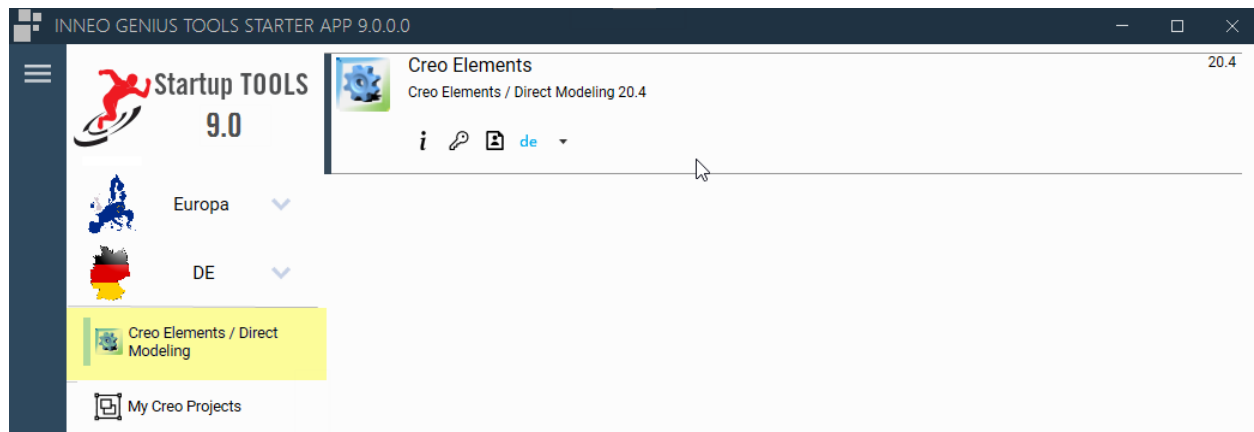 INNEO GENIUS TOOLS STARTER APP 9.0.0.0
Startup TOOLS
9.0
Europa
DE
Creo Elements / Direct
Modeling
My Creo Projects
Creo Elements
20.4
Creo Elements / Direct Modeling 20.4
i
de